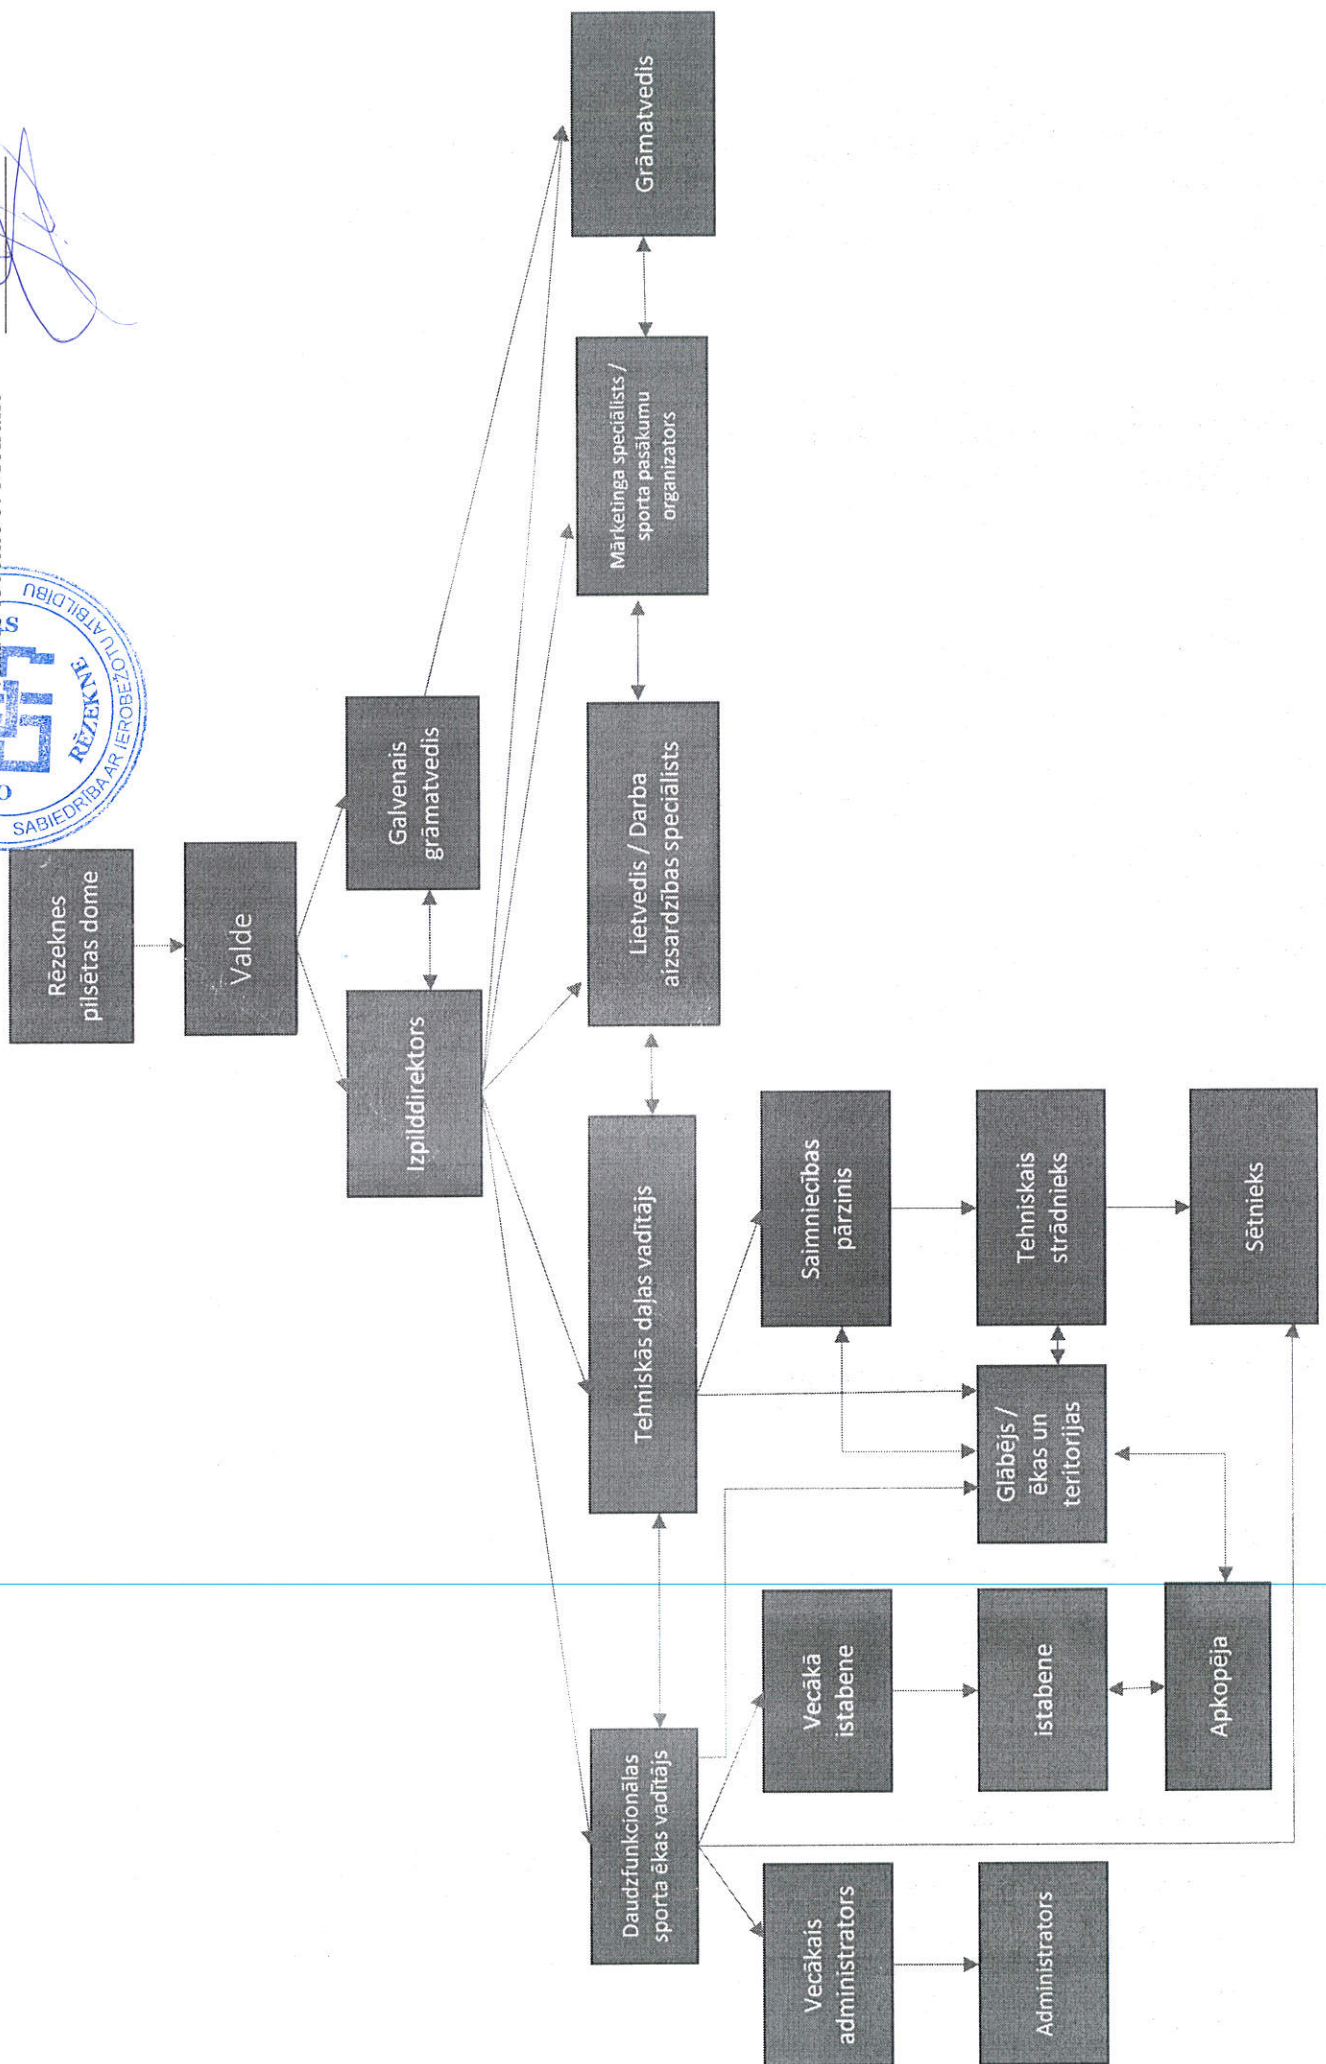 SABIEDRĪBA AR IEROBEŽOTU ATBILDĪBU
RĒZEKNE
Rēzeknes
pilsētas dome
Valde
Izpilddirektors
Galvenais
grāmatvedis
Daudzfunkcionālas
sporta ēkas vadītājs
Tehniskās daļas vadītājs
Lietvedis / Darba
aizsardzības speciālists
Mārketinga speciālists /
sporta pasākumu
organizators
Grāmatvedis
Vecākais
administrators
Vecākā
istabene
Saimniecības
pārzinis
Administrators
istabene
Glābējs /
ēkas un
teritorijas
Tehniskais
strādnieks
Apkopēja
Sētnieks